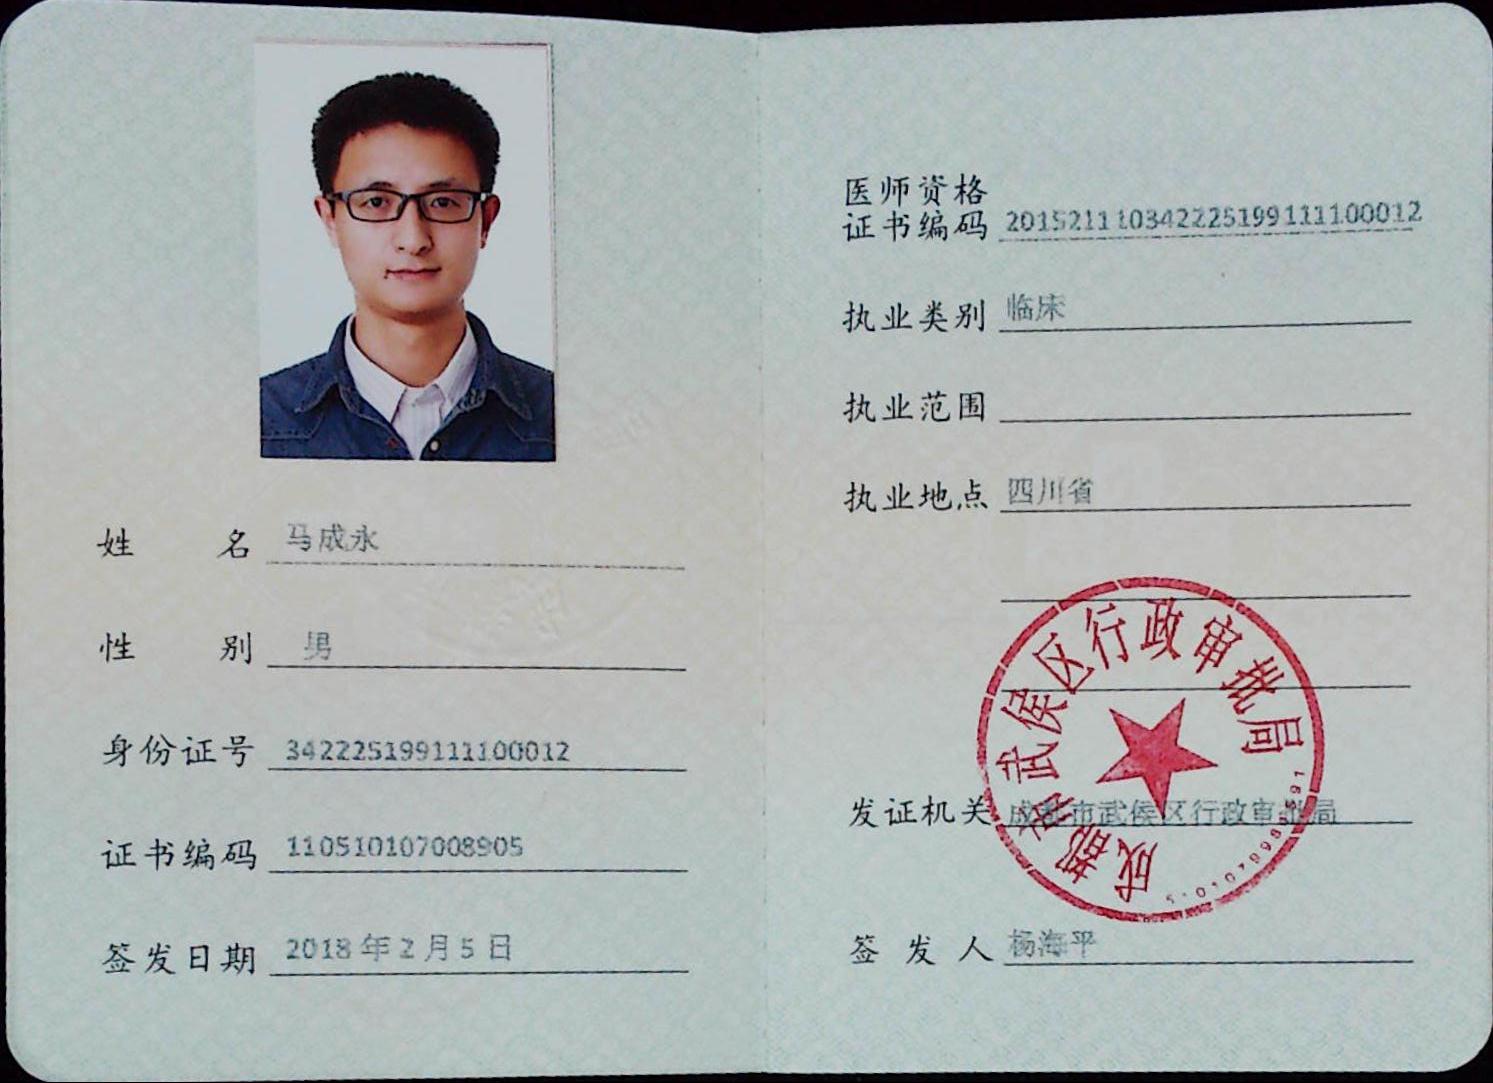 姓名 马成永
性别 男
身份证号 342225199111100012
证书编码 110510107008905
签发日期 2018年2月5日
医师资格
证书编码 201521110342225199111100012
执业类别 临床
执业范围
执业地点 四川省
发证机关 成都市武侯区行政审批局
签发人 杨海平
成都市武侯区行政审批局